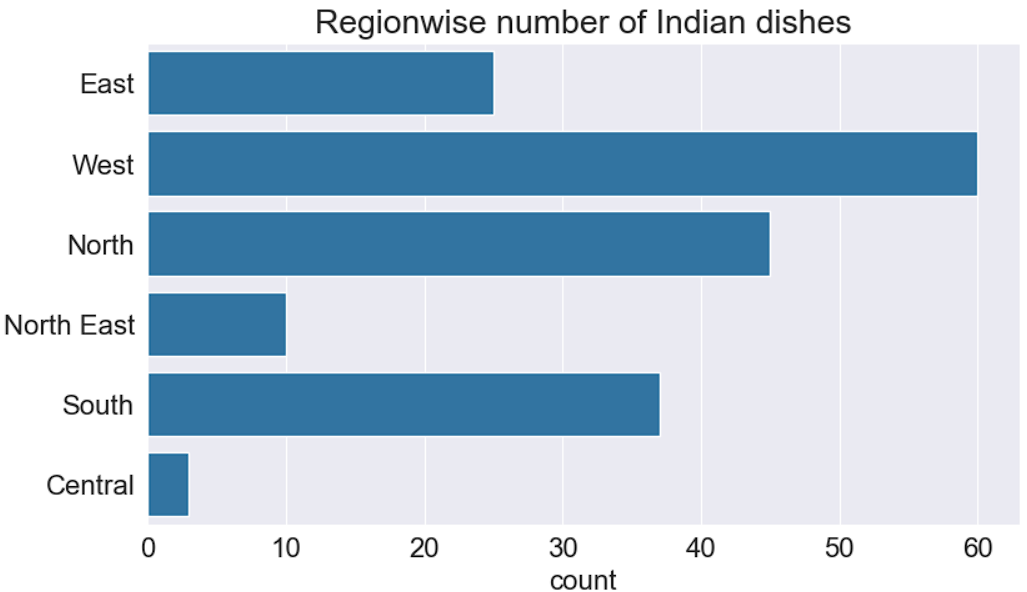 Regionwise number of Indian dishes
East
West
North
North East
South
Central
0 10 20 30 40 50 60
count